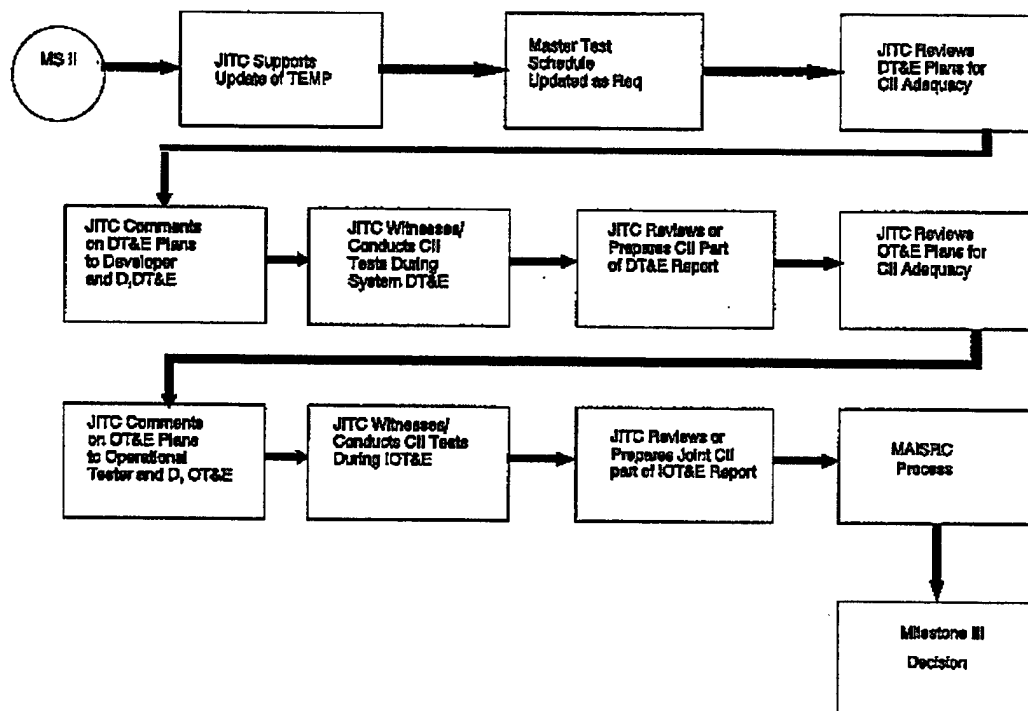 MS II
JITC Supports
Update of TEMP
Master Test
Schedule
Updated as Req
JITC Reviews
DT&E Plans for
CII Adequacy
JITC Comments
on DT&E Plans
to Developer
and D,DT&E
JITC Witnesses/
Conducts CII
Tests During
System DT&E
JITC Reviews or
Prepares CII Part
of DT&E Report
JITC Reviews
OT&E Plans for
CII Adequacy
JITC Comments
on OT&E Plans
to Operational
Tester and D, OT&E
JITC Witnesses/
Conducts CII Tests
During IOT&E
JITC Reviews or
Prepares Joint CII
part of IOT&E Report
MAISRC
Process
Milestone III
Decision